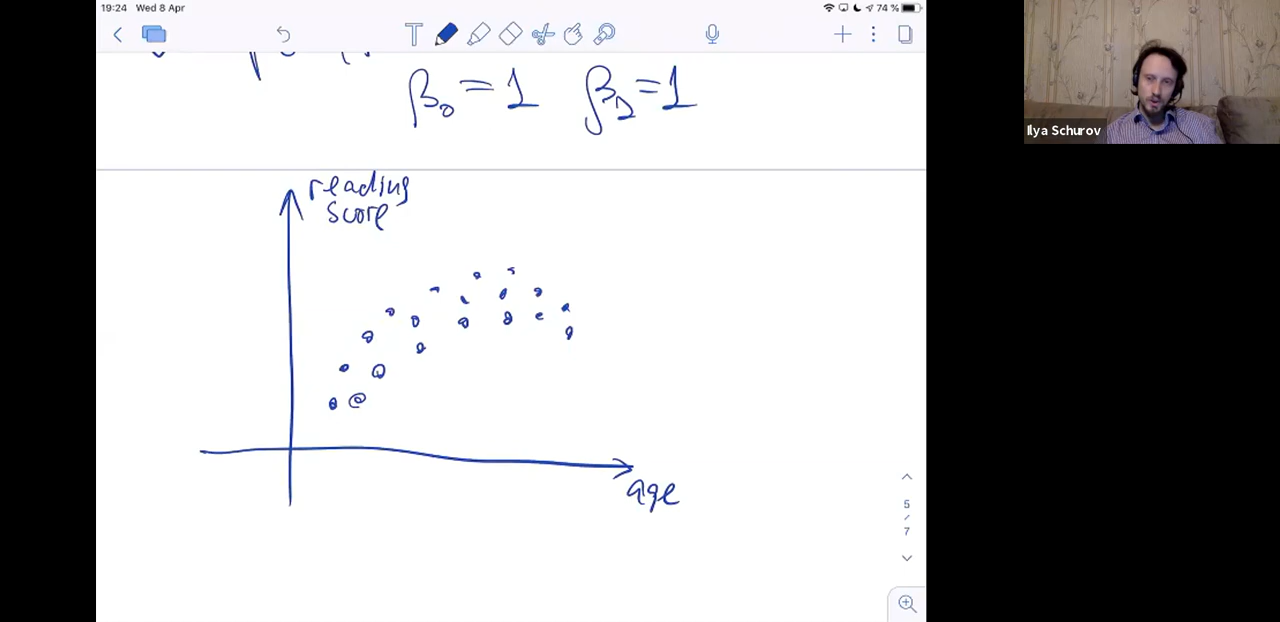 19:24 Wed 8 Apr
74 %
T
β₀ = 1 β₁ = 1
Ilya Schurov
reading
score
age
5
/
7